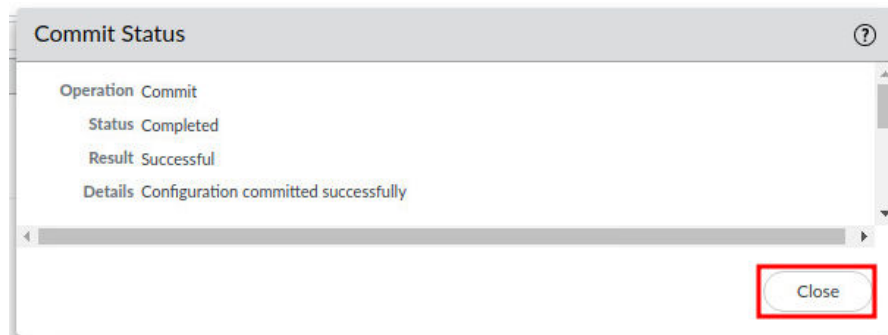 Commit Status
?
Operation Commit
Status Completed
Result Successful
Details Configuration committed successfully
Close